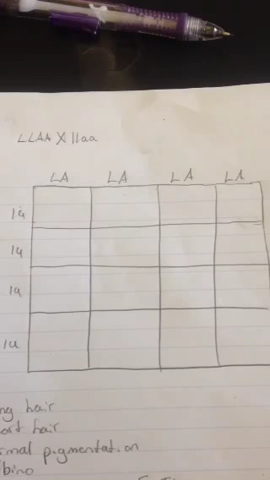 LLAA X llaa
LA LA LA LA
la
la
la
la
ng hair
ort hair
rmal pigmentation
bino